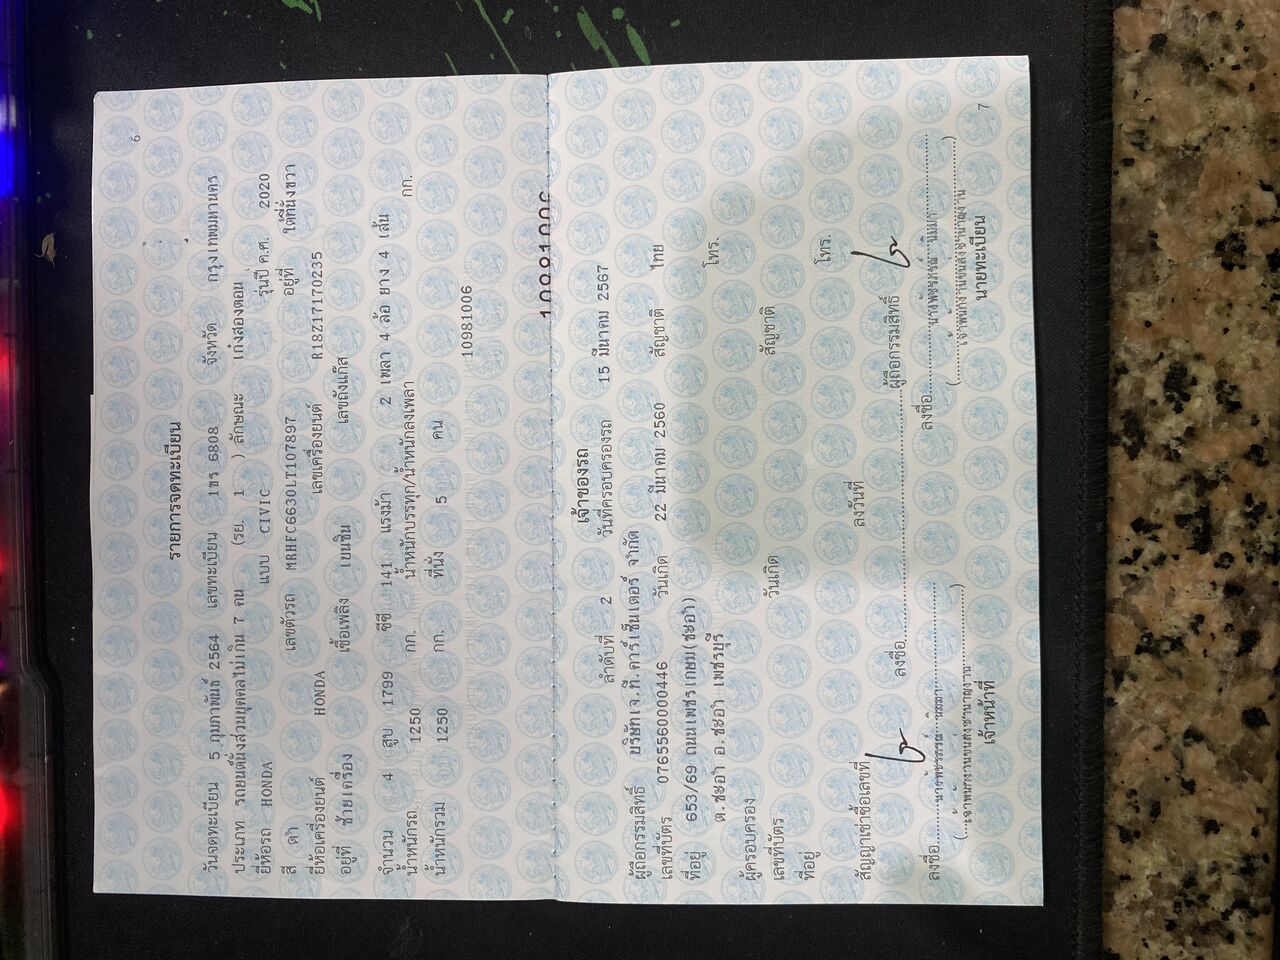 6
รายการจดทะเบียน
วันจดทะเบียน 5 กุมภาพันธ์ 2564 เลขทะเบียน 1ขร 6808 จังหวัด กรุงเทพมหานคร
ประเภท รถยนต์นั่งส่วนบุคคลไม่เกิน 7 คน (รย. 1 ) ลักษณะ เก๋งสองตอน
ยี่ห้อรถ HONDA แบบ CIVIC รุ่นปี ค.ศ. 2020
สี ดำ เลขตัวรถ MRHFC6630LT107897 อยู่ที่ ใต้ที่นั่งขวา
ยี่ห้อเครื่องยนต์ HONDA เลขเครื่องยนต์ R18Z17170235
อยู่ที่ ซ้ายเครื่อง เชื้อเพลิง เบนซิน เลขถังแก๊ส
จำนวน 4 สูบ 1799 ซีซี 141 แรงม้า 2 เพลา 4 ล้อ ยาง 4 เส้น
น้ำหนักรถ 1250 กก. น้ำหนักบรรทุก/น้ำหนักลงเพลา กก.
น้ำหนักรวม 1250 กก. ที่นั่ง 5 คน
10981006
เจ้าของรถ
ลำดับที่ 2 วันที่ครอบครองรถ 15 มีนาคม 2567
ผู้ถือกรรมสิทธิ์ บริษัทเจ.ที.คาร์เซ็นเตอร์ จำกัด
เลขที่บัตร 0765560000446 วันเกิด 22 มีนาคม 2560 สัญชาติ ไทย
ที่อยู่ 653/69 ถนนเพชรเกษม(ชะอำ)
ต.ชะอำ อ.ชะอำ เพชรบุรี โทร.
ผู้ครอบครอง
เลขที่บัตร วันเกิด สัญชาติ
ที่อยู่
โทร.
สัญญาเช่าซื้อเลขที่ ลงวันที่
ลงชื่อ ผู้ถือกรรมสิทธิ์
ลงชื่อ ลงชื่อ
เจ้าหน้าที่ นายทะเบียน
7